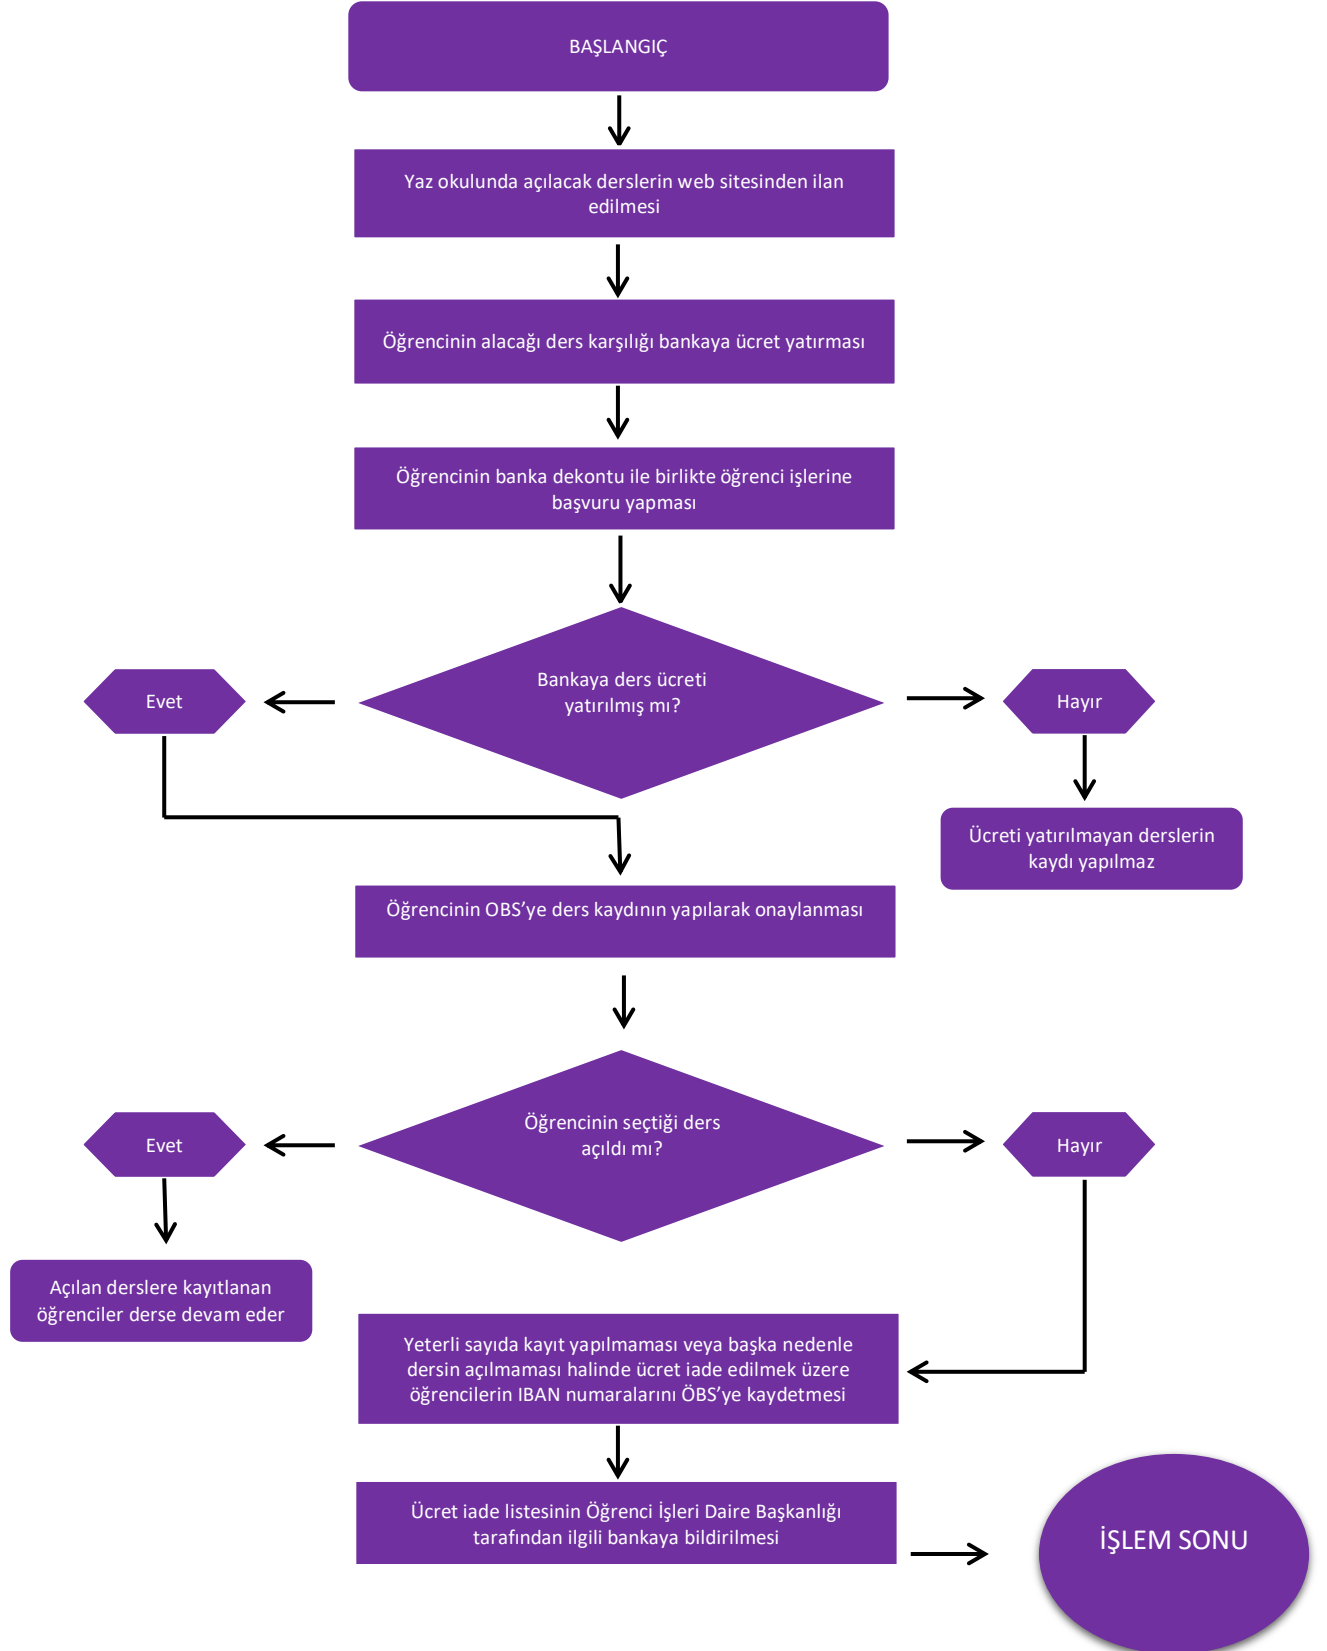 BAŞLANGIÇ
Yaz okulunda açılacak derslerin web sitesinden ilan
edilmesi
Öğrencinin alacağı ders karşılığı bankaya ücret yatırması
Öğrencinin banka dekontu ile birlikte öğrenci işlerine
başvuru yapması
Bankaya ders ücreti
yatırılmış mı?
Evet
Hayır
Ücreti yatırılmayan derslerin
kaydı yapılmaz
Öğrencinin OBS’ye ders kaydının yapılarak onaylanması
Öğrencinin seçtiği ders
açıldı mı?
Evet
Hayır
Açılan derslere kayıtlanan
öğrenciler derse devam eder
Yeterli sayıda kayıt yapılmaması veya başka nedenle
dersin açılmaması halinde ücret iade edilmek üzere
öğrencilerin IBAN numaralarını ÖBS’ye kaydetmesi
Ücret iade listesinin Öğrenci İşleri Daire Başkanlığı
tarafından ilgili bankaya bildirilmesi
İŞLEM SONU